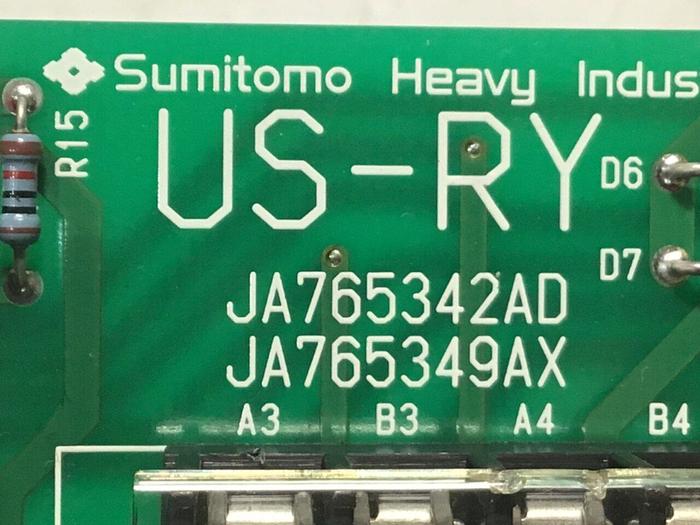 Sumitomo Heavy Indus
R15
US-RY
D6
D7
JA765342AD
JA765349AX
A3 B3 A4 B4